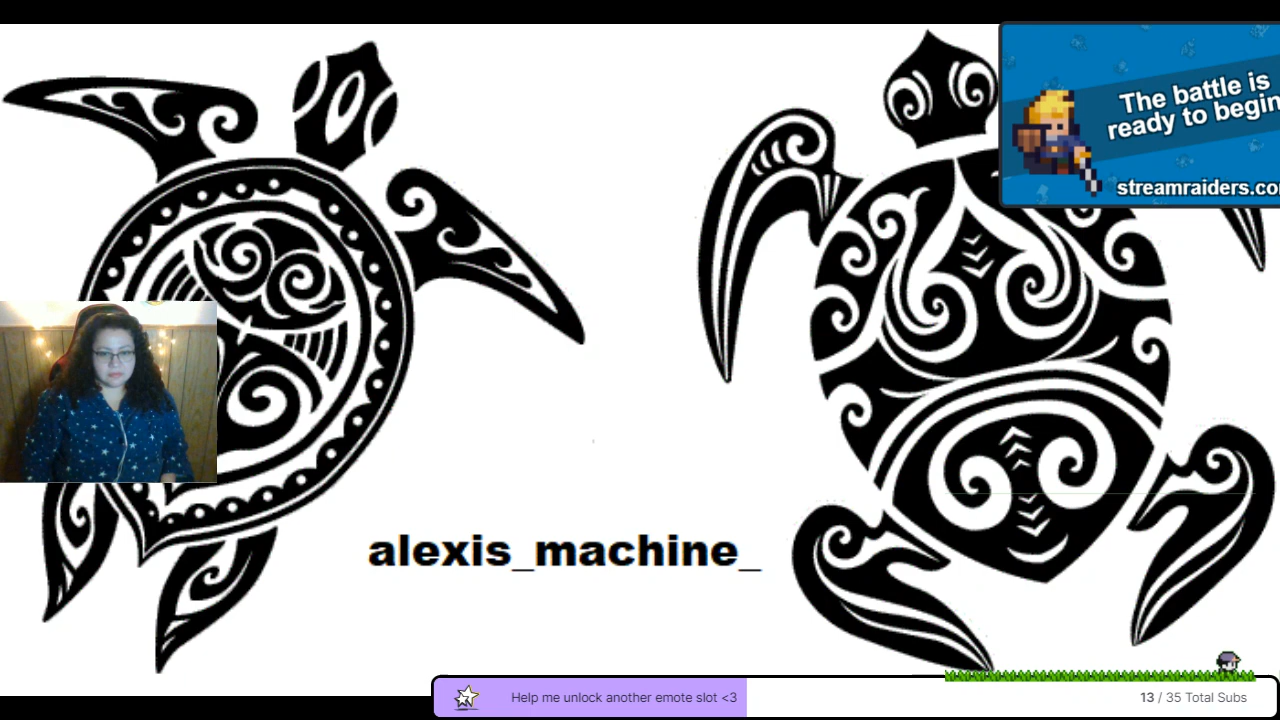 The battle is
ready to begin
streamraiders.co
alexis_machine_
Help me unlock another emote slot <3
13 / 35 Total Subs